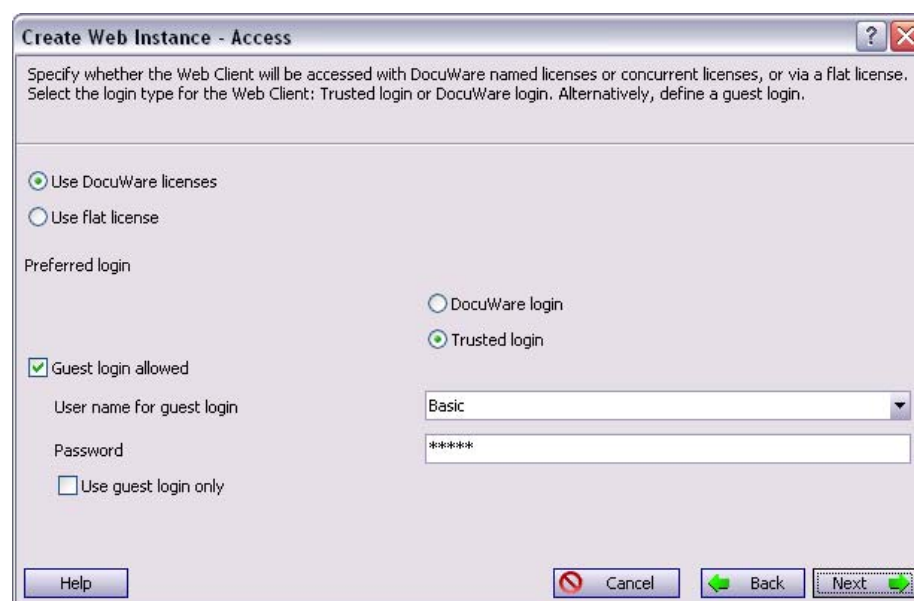 Create Web Instance - Access
Specify whether the Web Client will be accessed with DocuWare named licenses or concurrent licenses, or via a flat license.
Select the login type for the Web Client: Trusted login or DocuWare login. Alternatively, define a guest login.
Use DocuWare licenses
Use flat license
Preferred login
DocuWare login
Trusted login
Guest login allowed
User name for guest login Basic
Password *****
Use guest login only
Help Cancel Back Next